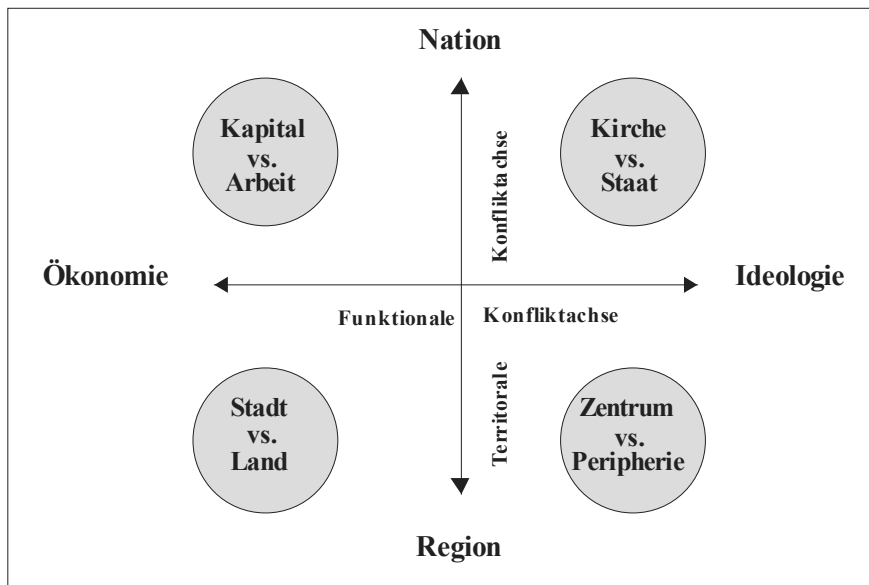 Nation
Kapital
vs.
Arbeit
Kirche
vs.
Staat
Konfliktachse
Ökonomie
Ideologie
Funktionale Konfliktachse
Stadt
vs.
Land
Territorale
Zentrum
vs.
Peripherie
Region